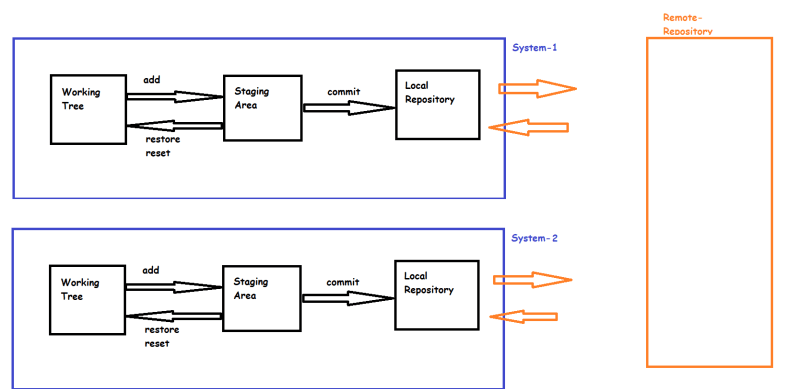 Remote-
Repository
System-1
add
Working
Tree
Staging
Area
commit
Local
Repository
restore
reset
System-2
add
Working
Tree
Staging
Area
commit
Local
Repository
restore
reset